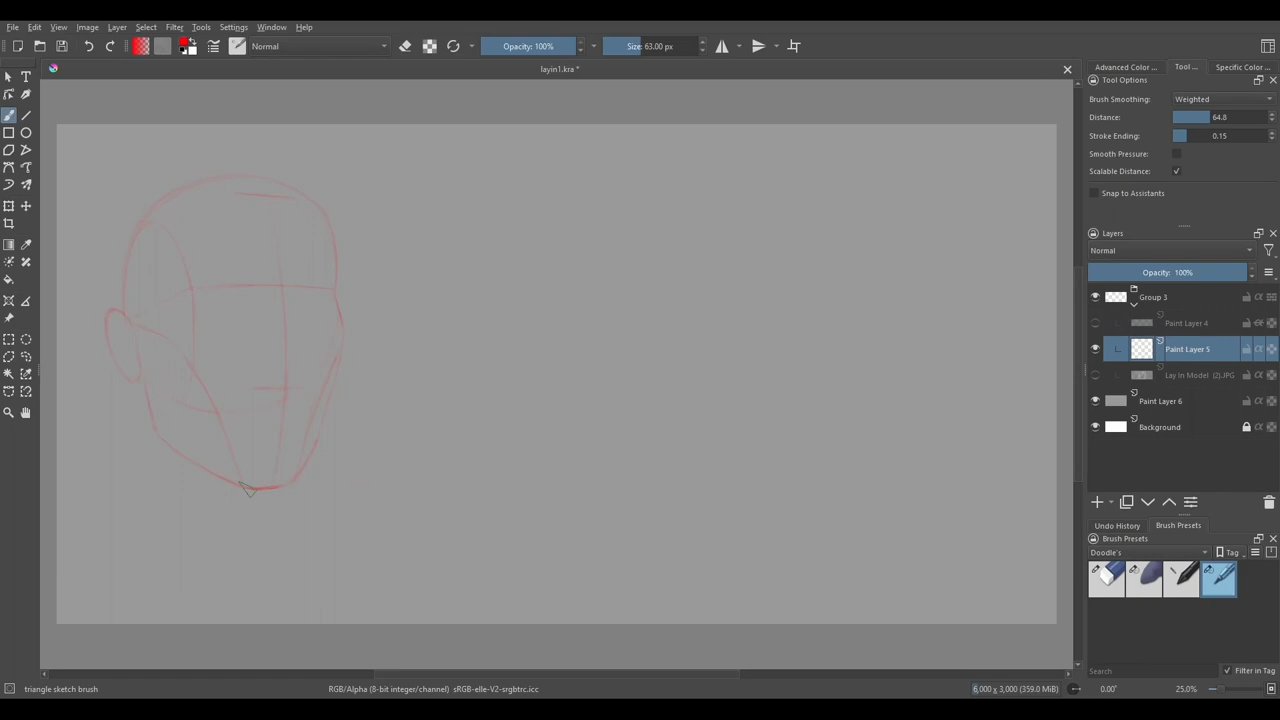 File Edit View Image Layer Select Filter Tools Settings Window Help
Normal Opacity: 100% Size: 63.00 px
layin1.kra *
Advanced Color ... Tool ... Specific Color ...
Tool Options
Brush Smoothing: Weighted
Distance: 64.8
Stroke Ending: 0.15
Smooth Pressure:
Scalable Distance: ✓
Snap to Assistants
Layers
Normal
Opacity: 100%
Group 3
Paint Layer 4
Paint Layer 5
Lay in Model (2).JPG
Paint Layer 6
Background
Undo History Brush Presets
Brush Presets
Doodle's Tag
Search Filter in Tag
triangle sketch brush RGB/Alpha (8-bit integer/channel) sRGB-elle-V2-srgbtrc.icc 6,000 x 3,000 (359.0 MiB) 0.00° 25.0%